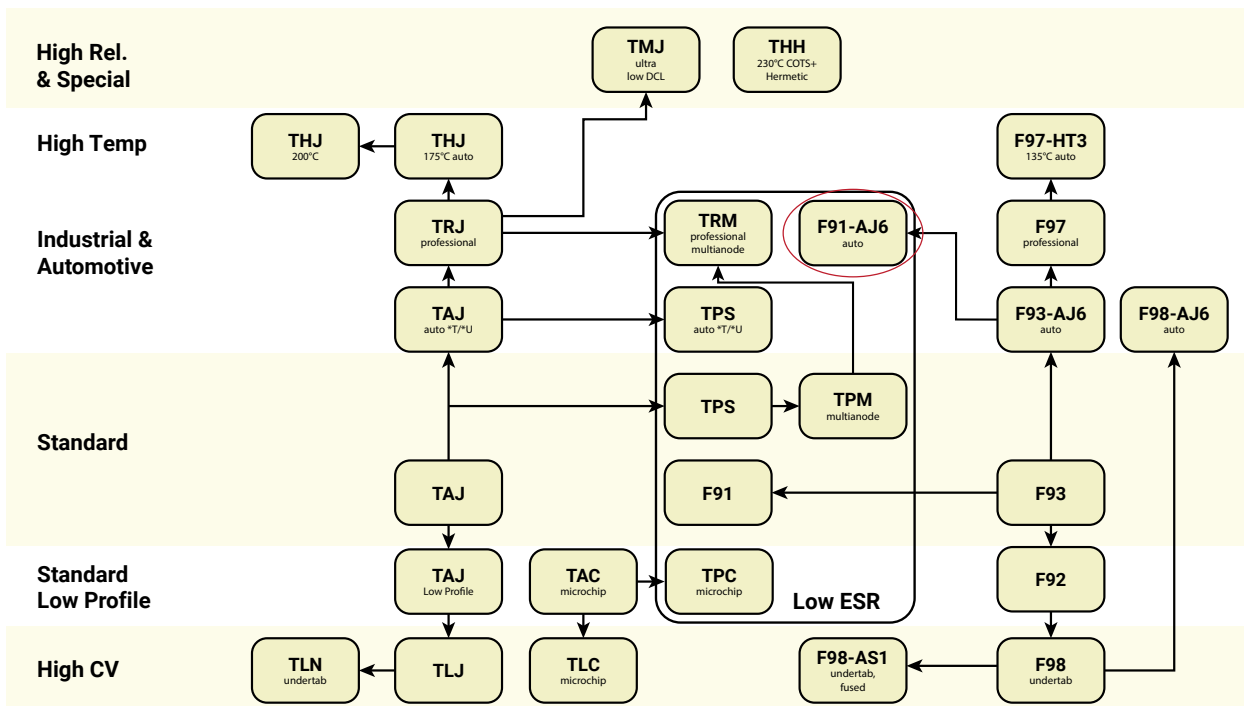 High Rel.
& Special
TMJ
ultra
low DCL
THH
230°C COTS+
Hermetic
High Temp
THJ
200°C
THJ
175°C auto
F97-HT3
135°C auto
Industrial &
Automotive
TRJ
professional
TRM
professional
multianode
F91-AJ6
auto
F97
professional
TAJ
auto *T/*U
TPS
auto *T/*U
F93-AJ6
auto
F98-AJ6
auto
Standard
TPS
TPM
multianode
TAJ
F91
F93
Standard
Low Profile
TAJ
Low Profile
TAC
microchip
TPC
microchip
Low ESR
F92
High CV
TLN
undertab
TLJ
TLC
microchip
F98-AS1
undertab,
fused
F98
undertab